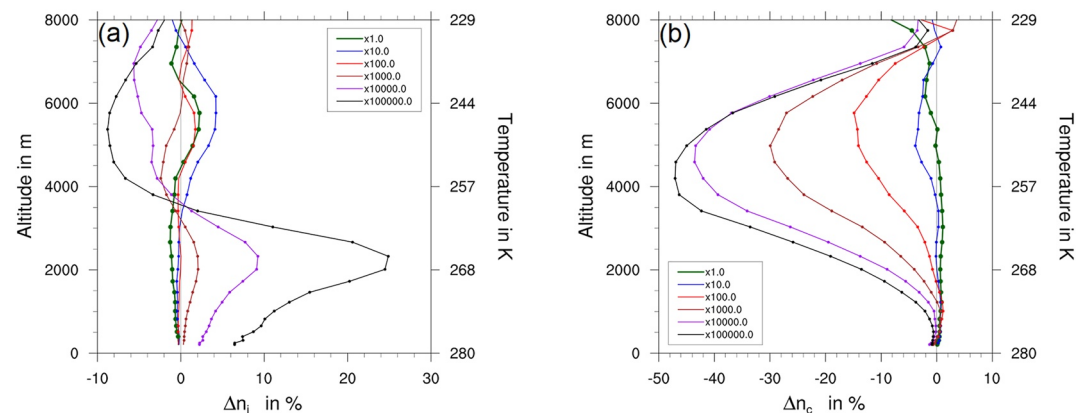 (a)
8000
6000
4000
2000
0
Altitude in m
229
244
257
268
280
Temperature in K
x1.0
x10.0
x100.0
x1000.0
x10000.0
x100000.0
-10
0
10
20
30
Δni in %
(b)
8000
6000
4000
2000
0
Altitude in m
229
244
257
268
280
Temperature in K
x1.0
x10.0
x100.0
x1000.0
x10000.0
x100000.0
-50
-40
-30
-20
-10
0
10
Δnc in %